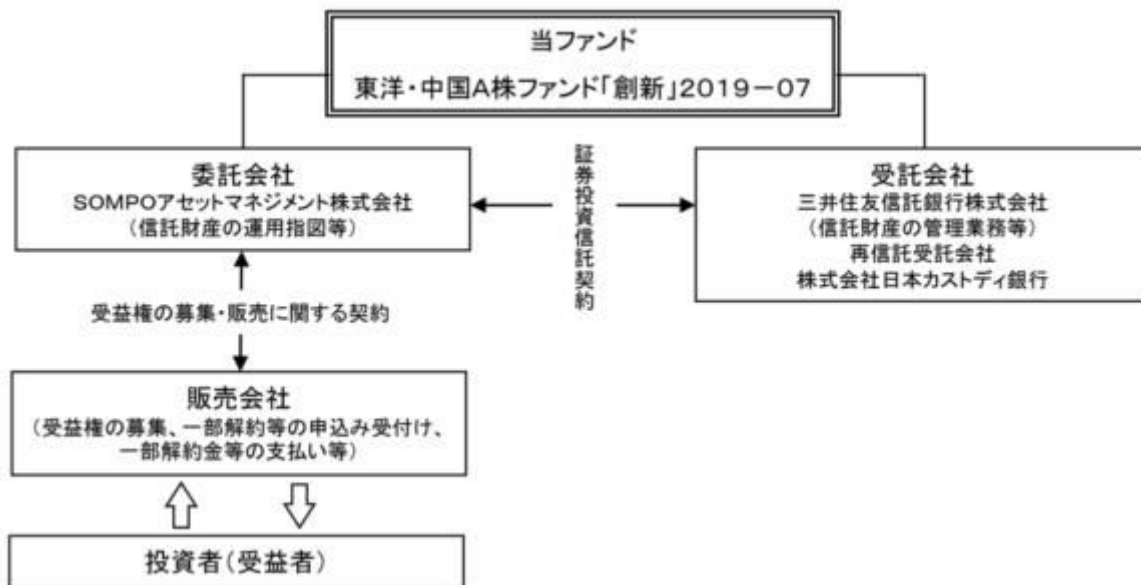 当ファンド
東洋・中国A株ファンド「創新」2019－07
委託会社
SOMPOアセットマネジメント株式会社
（信託財産の運用指図等）
証券投資信託契約
受託会社
三井住友信託銀行株式会社
（信託財産の管理業務等）
再信託受託会社
株式会社日本カストディ銀行
受益権の募集・販売に関する契約
販売会社
（受益権の募集、一部解約等の申込み受付け、
一部解約金等の支払い等）
投資者（受益者）